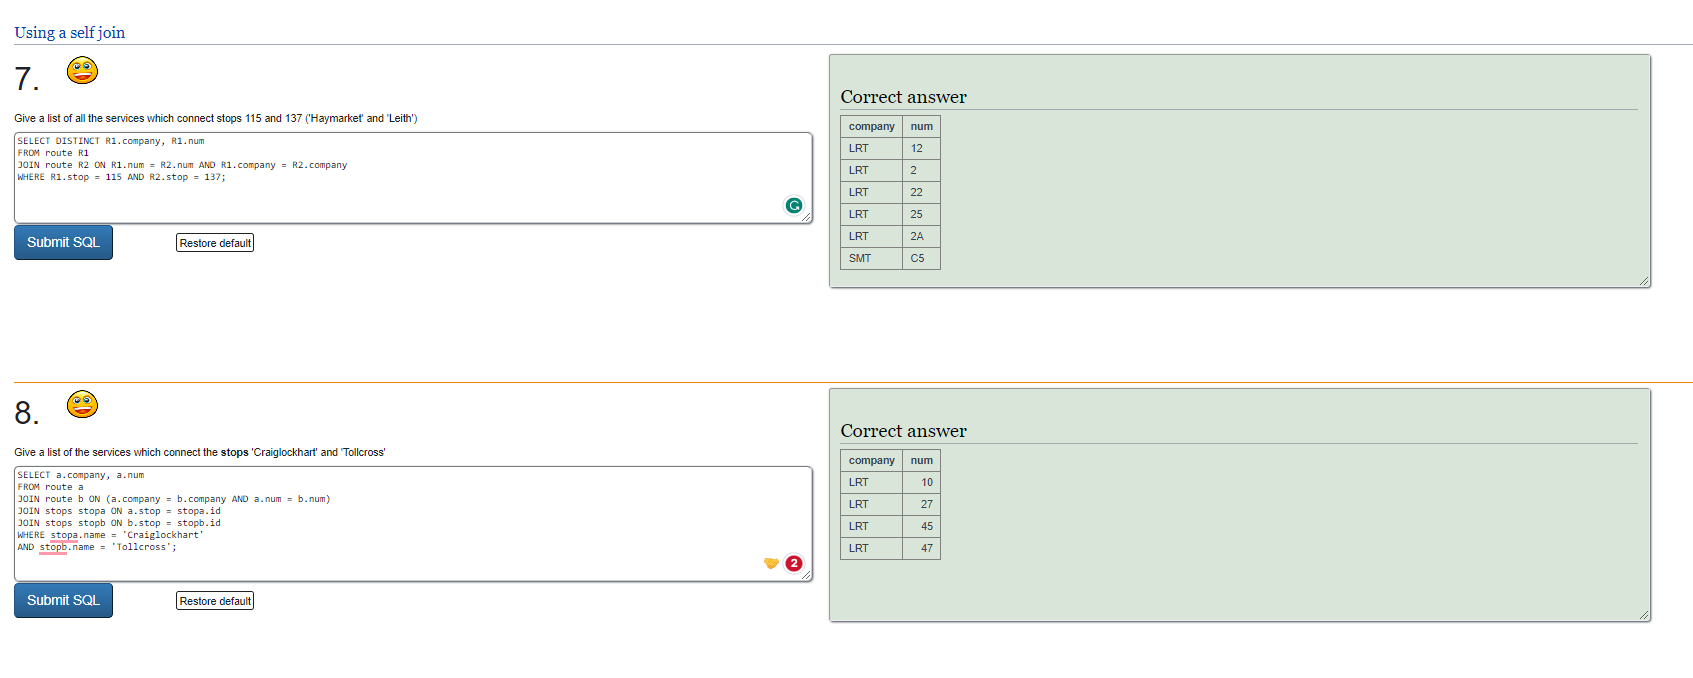 Using a self join
7.
Give a list of all the services which connect stops 115 and 137 ('Haymarket' and 'Leith')
SELECT DISTINCT R1.company, R1.num
FROM route R1
JOIN route R2 ON R1.num = R2.num AND R1.company = R2.company
WHERE R1.stop = 115 AND R2.stop = 137;
Submit SQL
Restore default
Correct answer
company num
LRT 12
LRT 2
LRT 22
LRT 25
LRT 2A
SMT C5
8.
Give a list of the services which connect the stops 'Craiglockhart' and 'Tollcross'
SELECT a.company, a.num
FROM route a
JOIN route b ON (a.company = b.company AND a.num = b.num)
JOIN stops stopa ON a.stop = stopa.id
JOIN stops stopb ON b.stop = stopb.id
WHERE stopa.name = 'Craiglockhart'
AND stopb.name = 'Tollcross';
2
Submit SQL
Restore default
Correct answer
company num
LRT 10
LRT 27
LRT 45
LRT 47